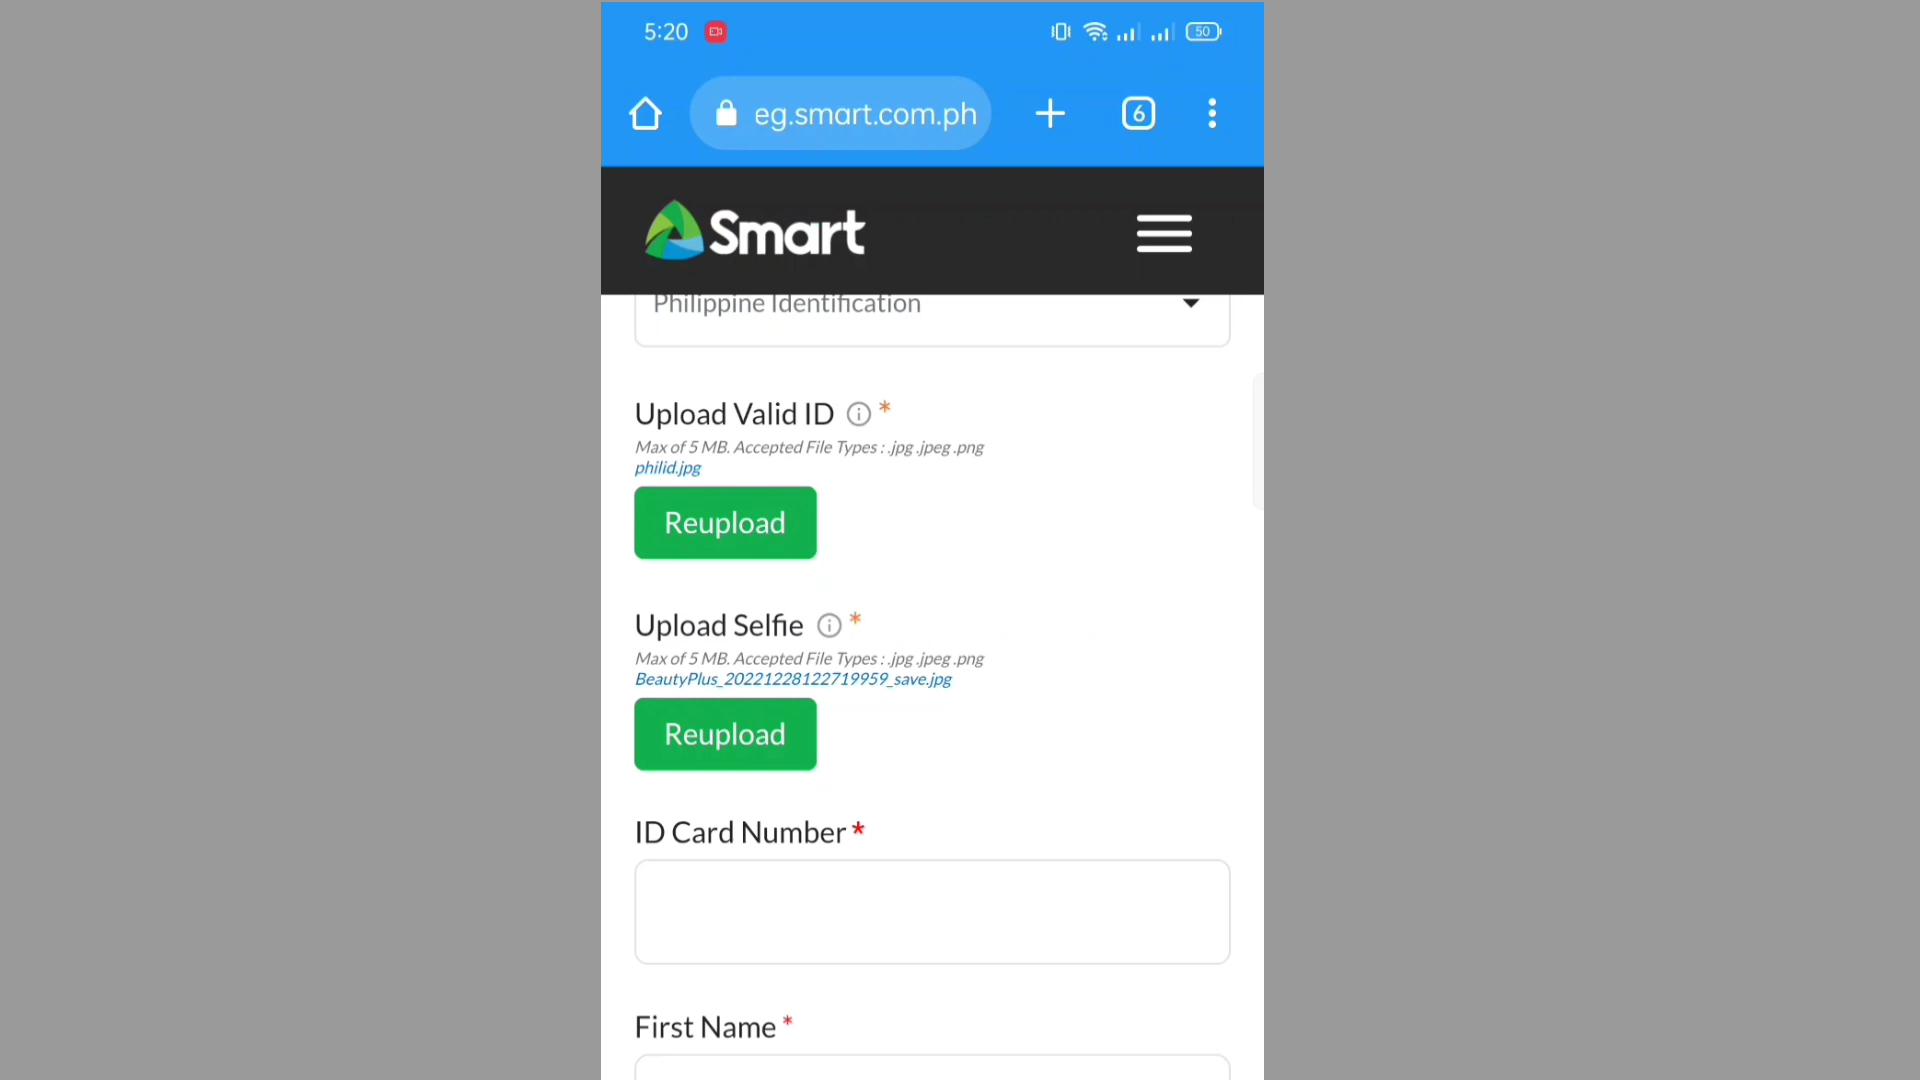 5:20
50
eg.smart.com.ph
6
Smart
Philippine Identification
Upload Valid ID *
Max of 5 MB. Accepted File Types : .jpg .jpeg .png
philid.jpg
Reupload
Upload Selfie *
Max of 5 MB. Accepted File Types : .jpg .jpeg .png
BeautyPlus_20221228122719959_save.jpg
Reupload
ID Card Number *
First Name *